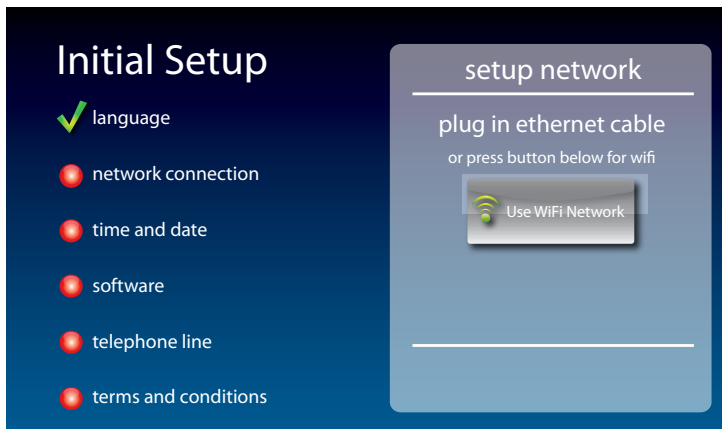 Initial Setup
language
network connection
time and date
software
telephone line
terms and conditions
setup network
plug in ethernet cable
or press button below for wifi
Use WiFi Network